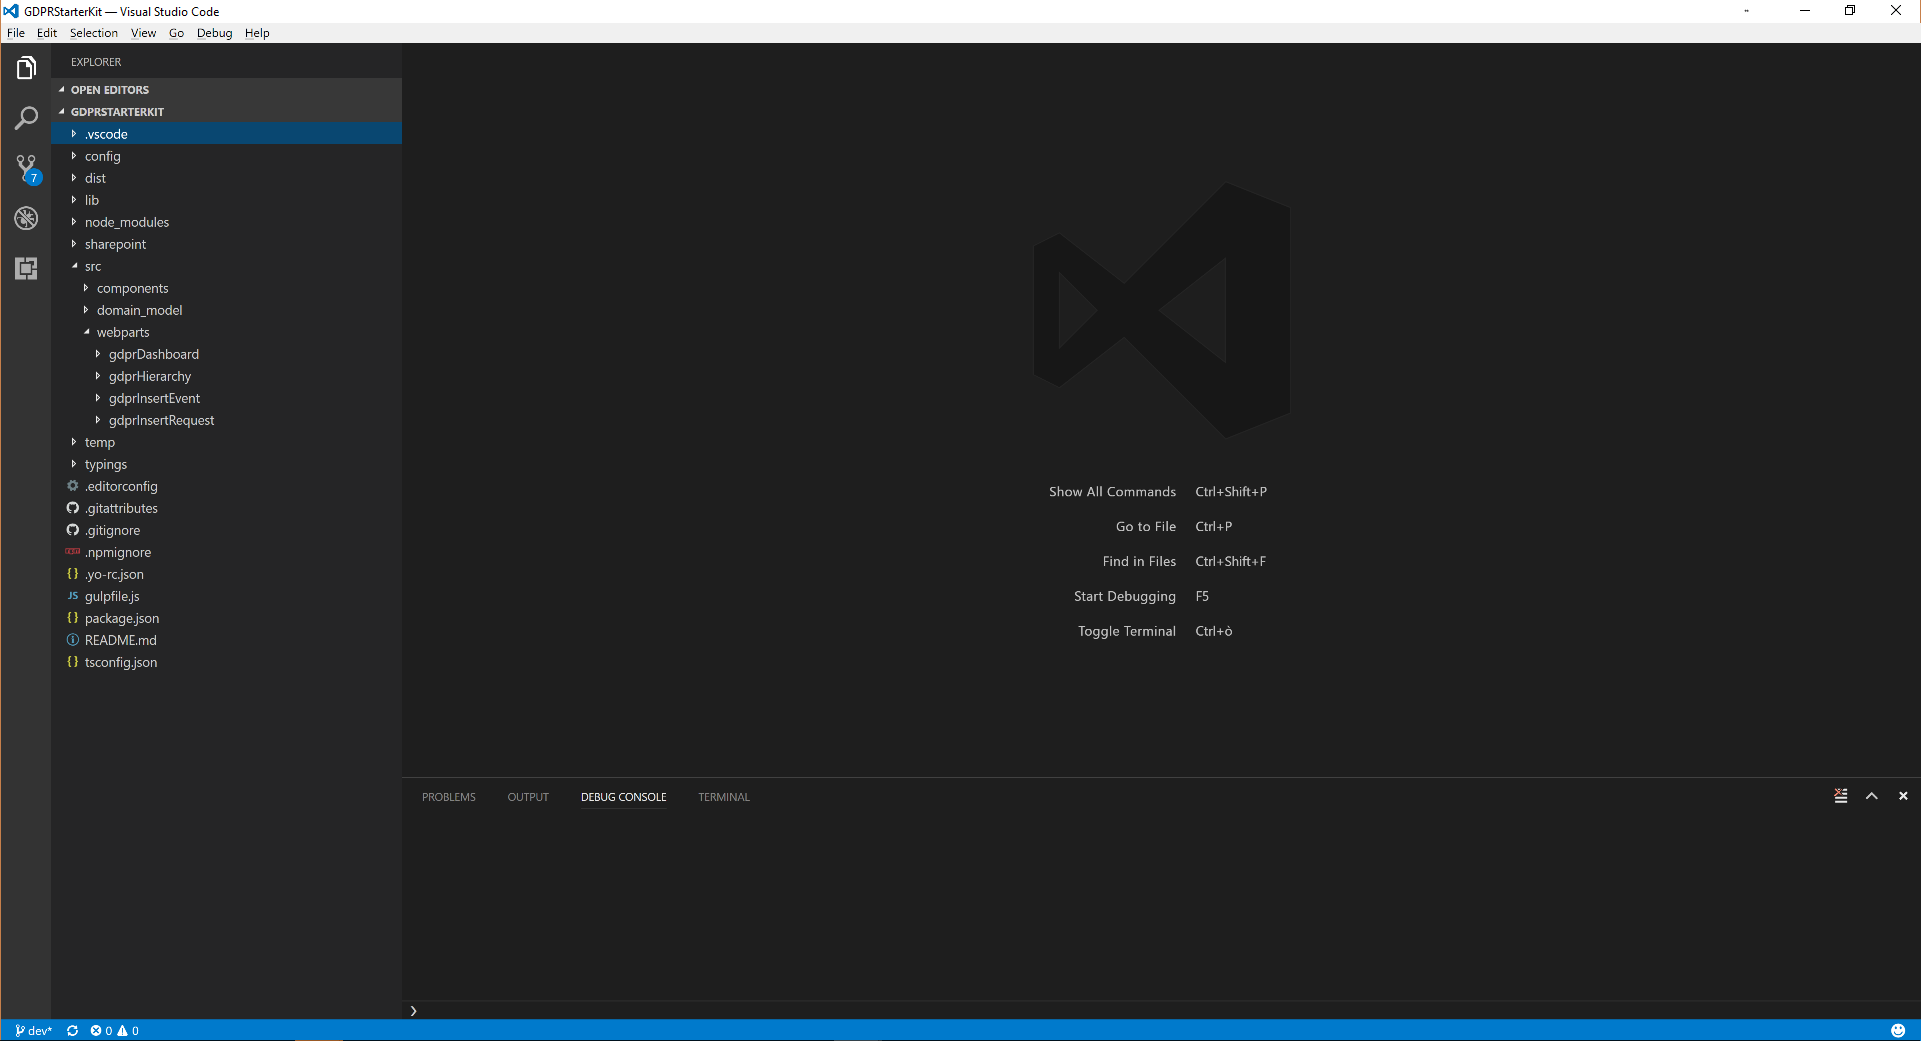 GDPRStarterKit — Visual Studio Code
File Edit Selection View Go Debug Help
EXPLORER
OPEN EDITORS
GDPRSTARTERKIT
.vscode
config
dist
lib
7
node_modules
sharepoint
src
components
domain_model
webparts
gdprDashboard
gdprHierarchy
gdprInsertEvent
gdprInsertRequest
temp
typings
.editorconfig
.gitattributes
.gitignore
.npmignore
{} .yo-rc.json
JS gulpfile.js
{} package.json
README.md
{} tsconfig.json
Show All Commands Ctrl+Shift+P
Go to File Ctrl+P
Find in Files Ctrl+Shift+F
Start Debugging F5
Toggle Terminal Ctrl+ò
PROBLEMS OUTPUT DEBUG CONSOLE TERMINAL
dev* 0 0